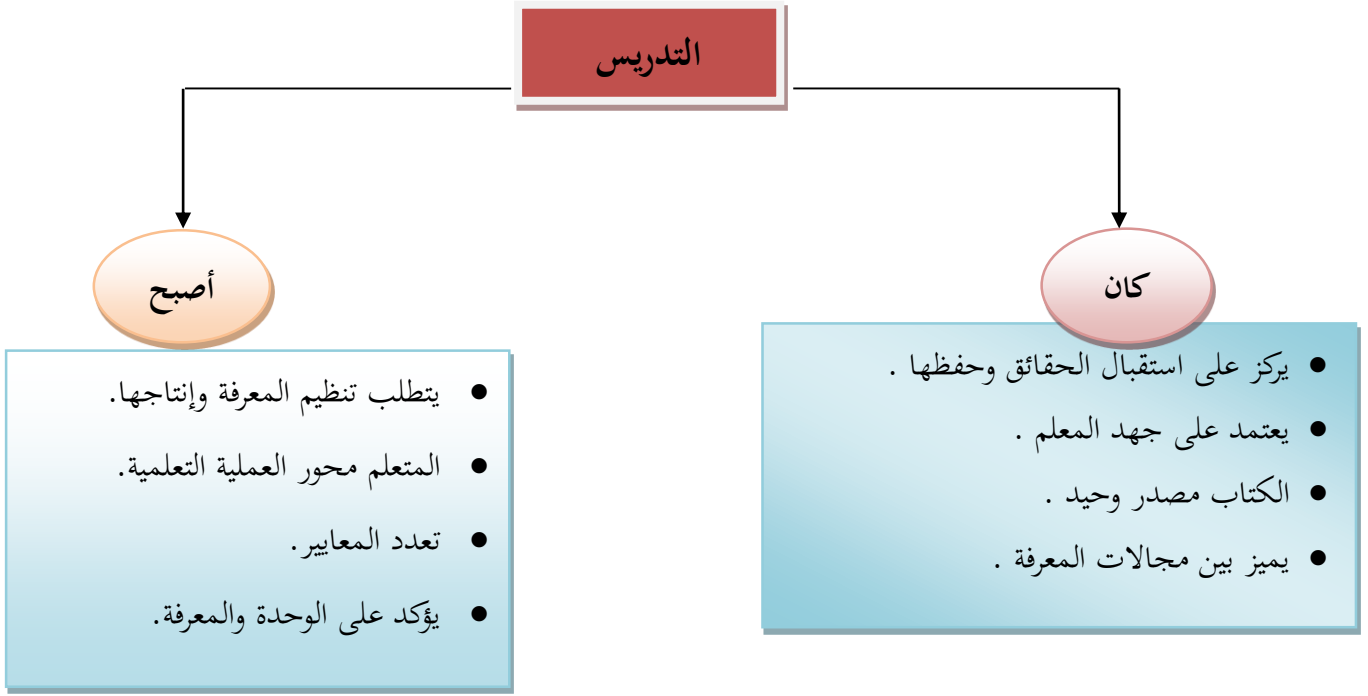 التدريس
كان
يركز على استقبال الحقائق وحفظها .
يعتمد على جهد المعلم .
الكتاب مصدر وحيد .
يميز بين مجالات المعرفة .
أصبح
يتطلب تنظيم المعرفة وإنتاجها.
المتعلم محور العملية التعلمية.
تعدد المعايير.
يؤكد على الوحدة والمعرفة.